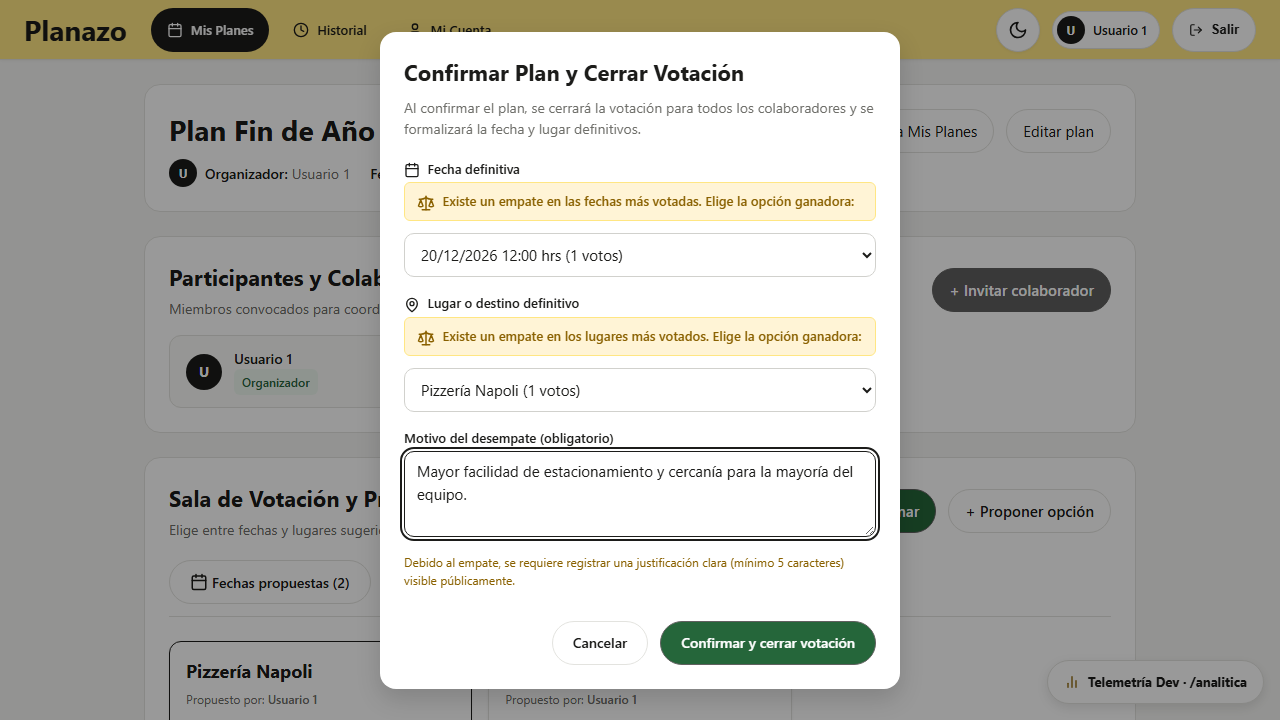 Planazo
Mis Planes
Historial
Mi Cuenta
U
Usuario 1
Salir
Confirmar Plan y Cerrar Votación
Al confirmar el plan, se cerrará la votación para todos los colaboradores y se
formalizará la fecha y lugar definitivos.
Fecha definitiva
Existe un empate en las fechas más votadas. Elige la opción ganadora:
20/12/2026 12:00 hrs (1 votos)
Lugar o destino definitivo
Existe un empate en los lugares más votados. Elige la opción ganadora:
Pizzería Napoli (1 votos)
Motivo del desempate (obligatorio)
Mayor facilidad de estacionamiento y cercanía para la mayoría del
equipo.
Debido al empate, se requiere registrar una justificación clara (mínimo 5 caracteres)
visible públicamente.
Cancelar
Confirmar y cerrar votación
Plan Fin de Año
a Mis Planes
Editar plan
U
Organizador: Usuario 1
Participantes y
Miembros convocados para
+ Invitar colaborador
U
Usuario 1
Organizador
Sala de Votación y
Elige entre fechas y lugares
+ Proponer opción
Fechas propuestas (2)
Pizzería Napoli
Propuesto por: Usuario 1
Propuesto por: Usuario 1
Telemetría Dev · /analitica